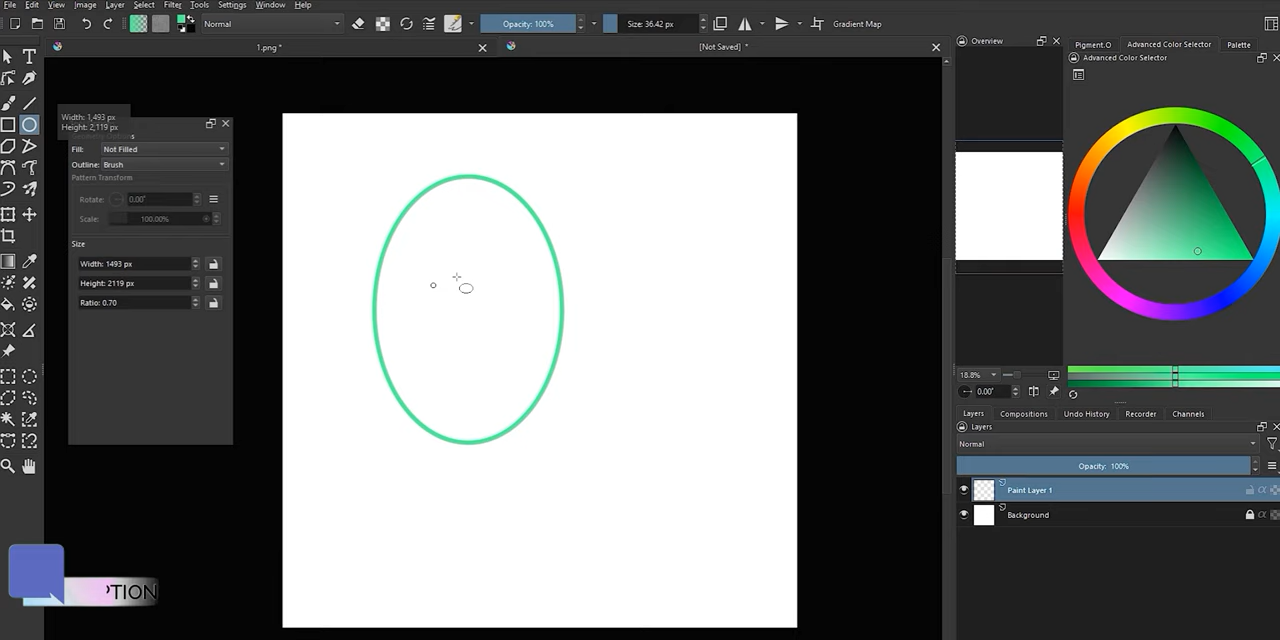 File Edit View Image Layer Select Filter Tools Settings Window Help
Normal Opacity: 100% Size: 36.42 px Gradient Map
1.png* [Not Saved] *
Overview
Pigment.O Advanced Color Selector Palette
Advanced Color Selector
Width: 1,493 px
Height: 2,119 px
Fill: Not Filled
Outline: Brush
Pattern Transform
Rotate: 0.00°
Scale: 100.00%
Size
Width: 1493 px
Height: 2119 px
Ratio: 0.70
18.8%
0.00°
Layers Compositions Undo History Recorder Channels
Layers
Normal
Opacity: 100%
Paint Layer 1
Background